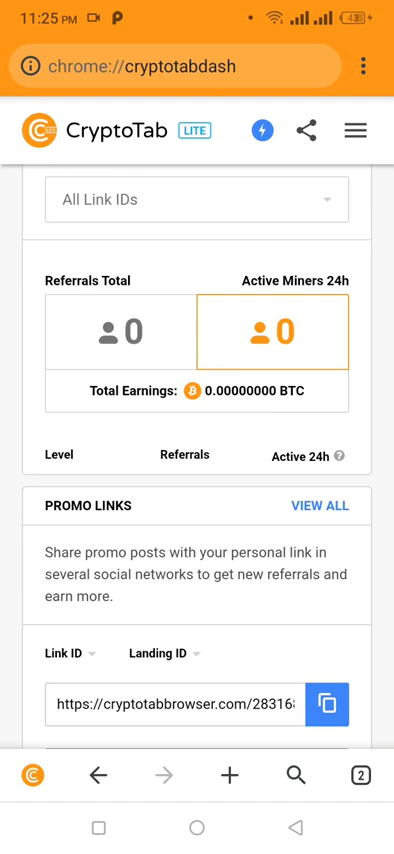 11:25 PM
43
chrome://cryptotabdash
CryptoTab LITE
All Link IDs
Referrals Total Active Miners 24h
0 0
Total Earnings: 0.00000000 BTC
Level Referrals Active 24h ?
PROMO LINKS VIEW ALL
Share promo posts with your personal link in
several social networks to get new referrals and
earn more.
Link ID Landing ID
https://cryptotabbrowser.com/28316
2